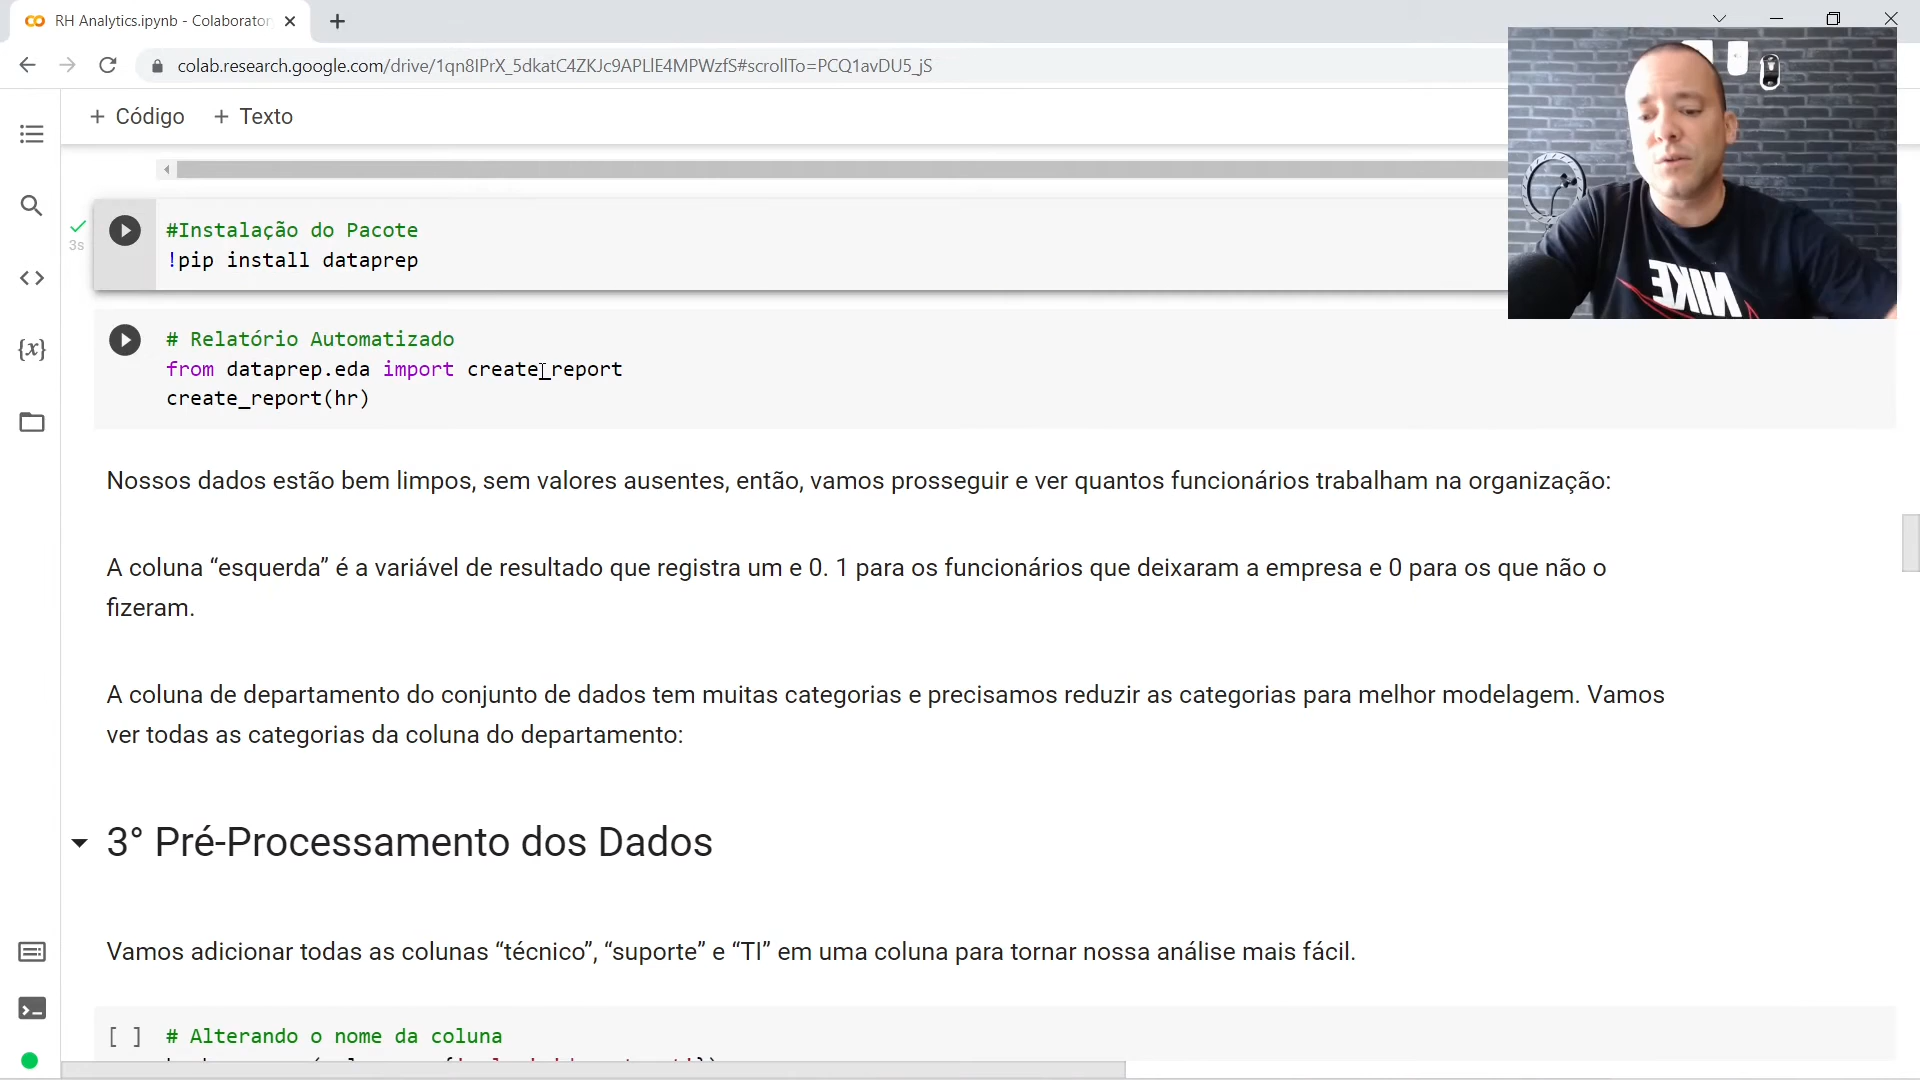 RH Analytics.ipynb - Colaborator
colab.research.google.com/drive/1qn8IPrX_5dkatC4ZKJc9APLlE4MPWzfS#scrollTo=PCQ1avDU5_jS
+ Código + Texto
3s
#Instalação do Pacote
!pip install dataprep
# Relatório Automatizado
from dataprep.eda import create_report
create_report(hr)
Nossos dados estão bem limpos, sem valores ausentes, então, vamos prosseguir e ver quantos funcionários trabalham na organização:
A coluna “esquerda” é a variável de resultado que registra um e 0. 1 para os funcionários que deixaram a empresa e 0 para os que não o
fizeram.
A coluna de departamento do conjunto de dados tem muitas categorias e precisamos reduzir as categorias para melhor modelagem. Vamos
ver todas as categorias da coluna do departamento:
3° Pré-Processamento dos Dados
Vamos adicionar todas as colunas “técnico”, “suporte” e “TI” em uma coluna para tornar nossa análise mais fácil.
[ ] # Alterando o nome da coluna
NIKE